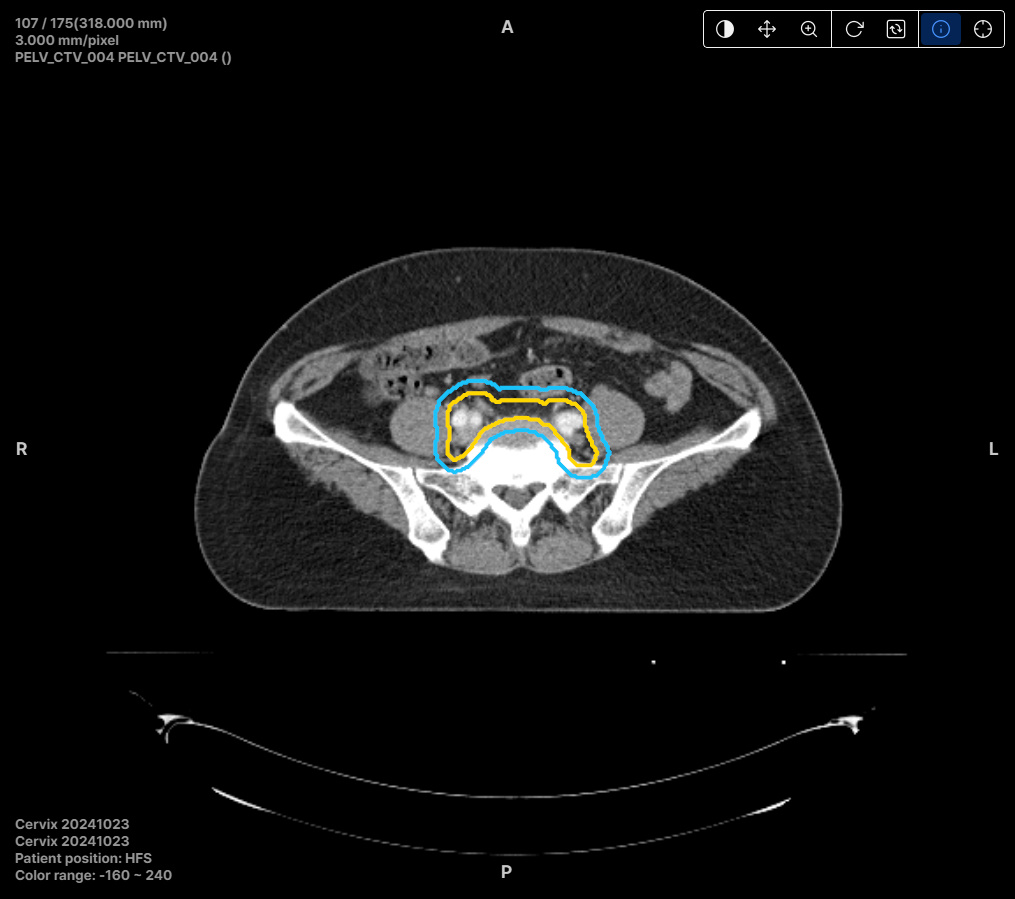 107 / 175(318.000 mm)
3.000 mm/pixel
PELV_CTV_004 PELV_CTV_004 ()
A
R
L
Cervix 20241023
Cervix 20241023
Patient position: HFS
Color range: -160 ~ 240
P